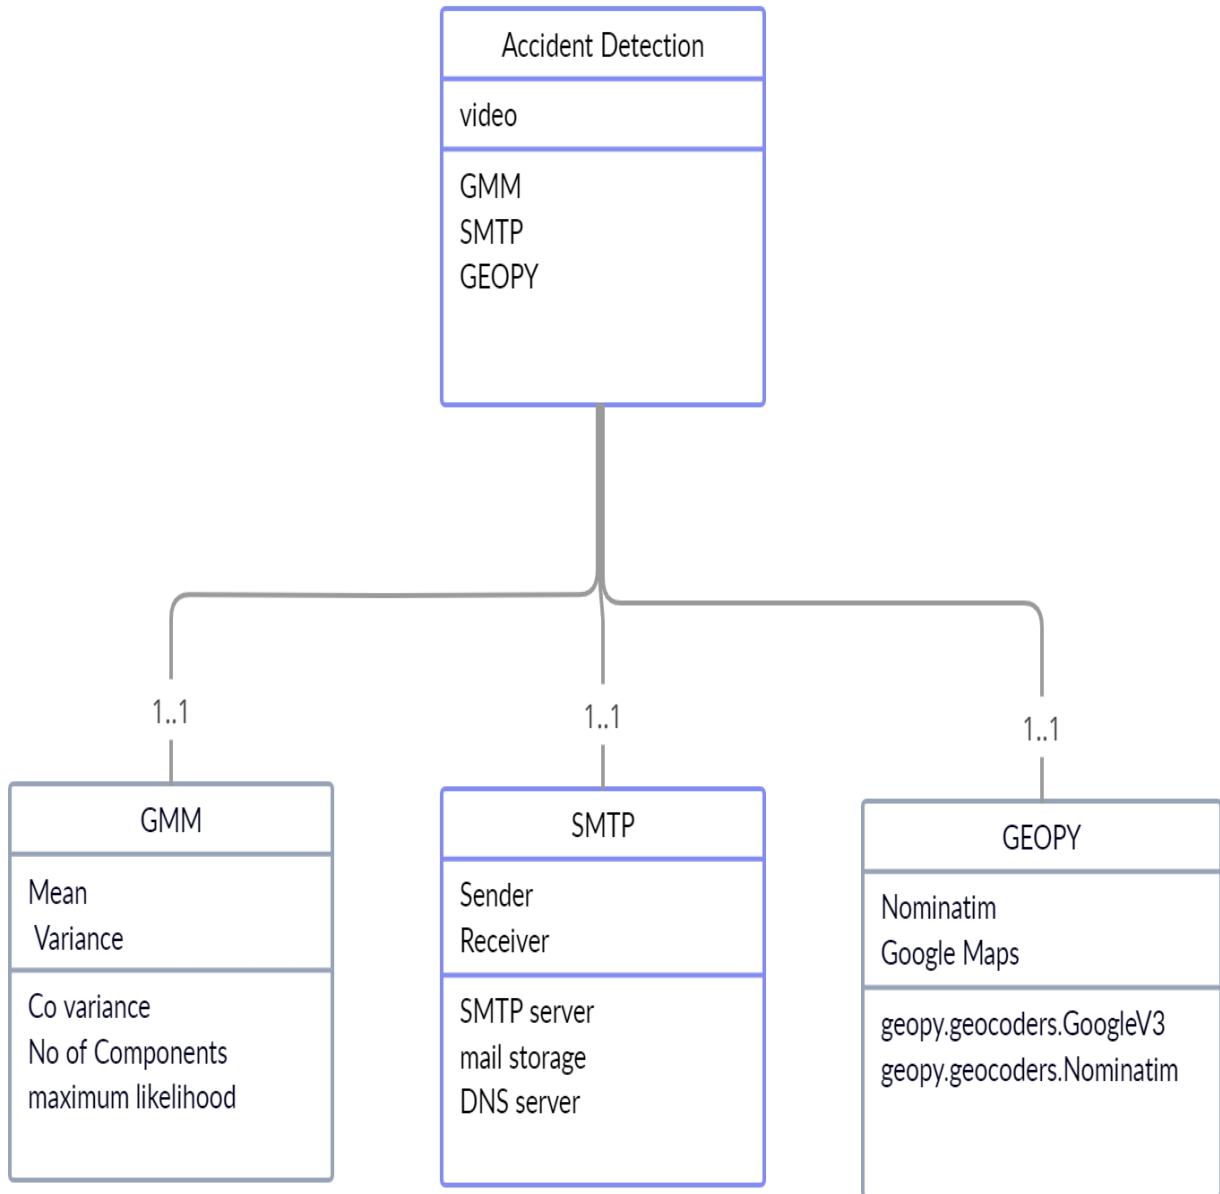 Accident Detection
video
GMM
SMTP
GEOPY
1..1
1..1
1..1
GMM
Mean
Variance
Co variance
No of Components
maximum likelihood
SMTP
Sender
Receiver
SMTP server
mail storage
DNS server
GEOPY
Nominatim
Google Maps
geopy.geocoders.GoogleV3
geopy.geocoders.Nominatim